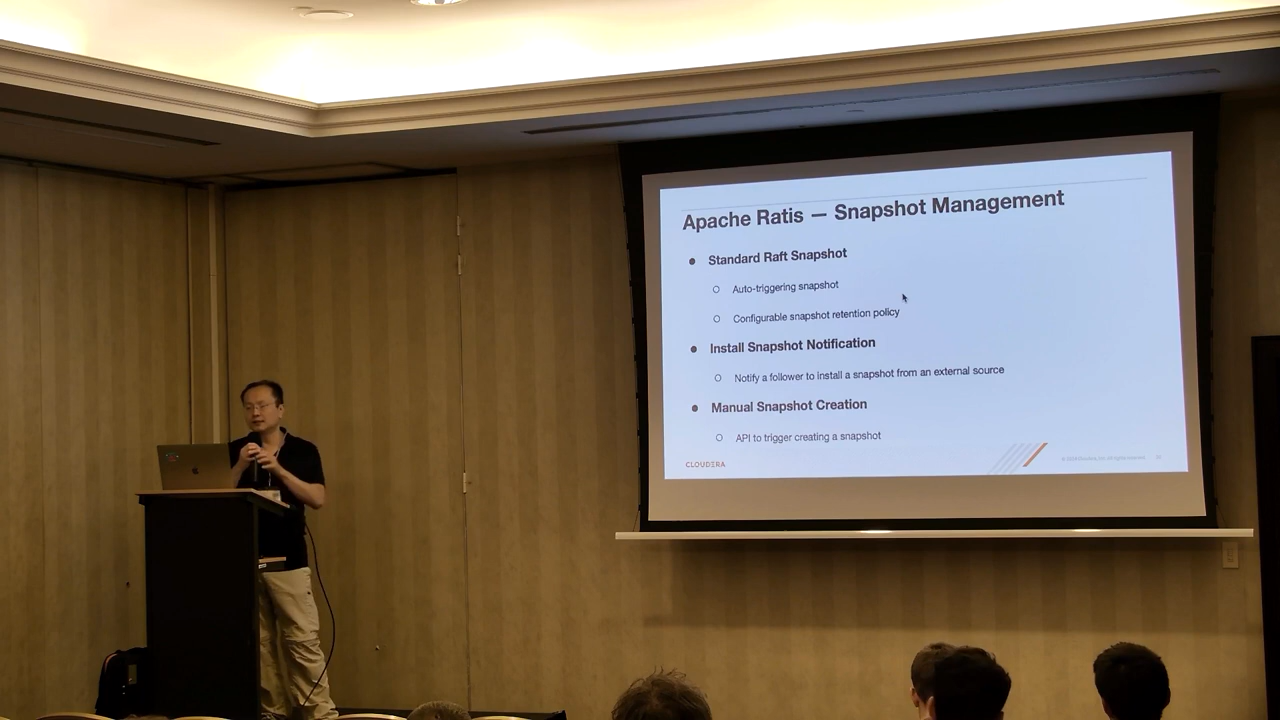 Apache Ratis — Snapshot Management
● Standard Raft Snapshot
○ Auto-triggering snapshot
○ Configurable snapshot retention policy
● Install Snapshot Notification
○ Notify a follower to install a snapshot from an external source
● Manual Snapshot Creation
○ API to trigger creating a snapshot
CLOUDERA